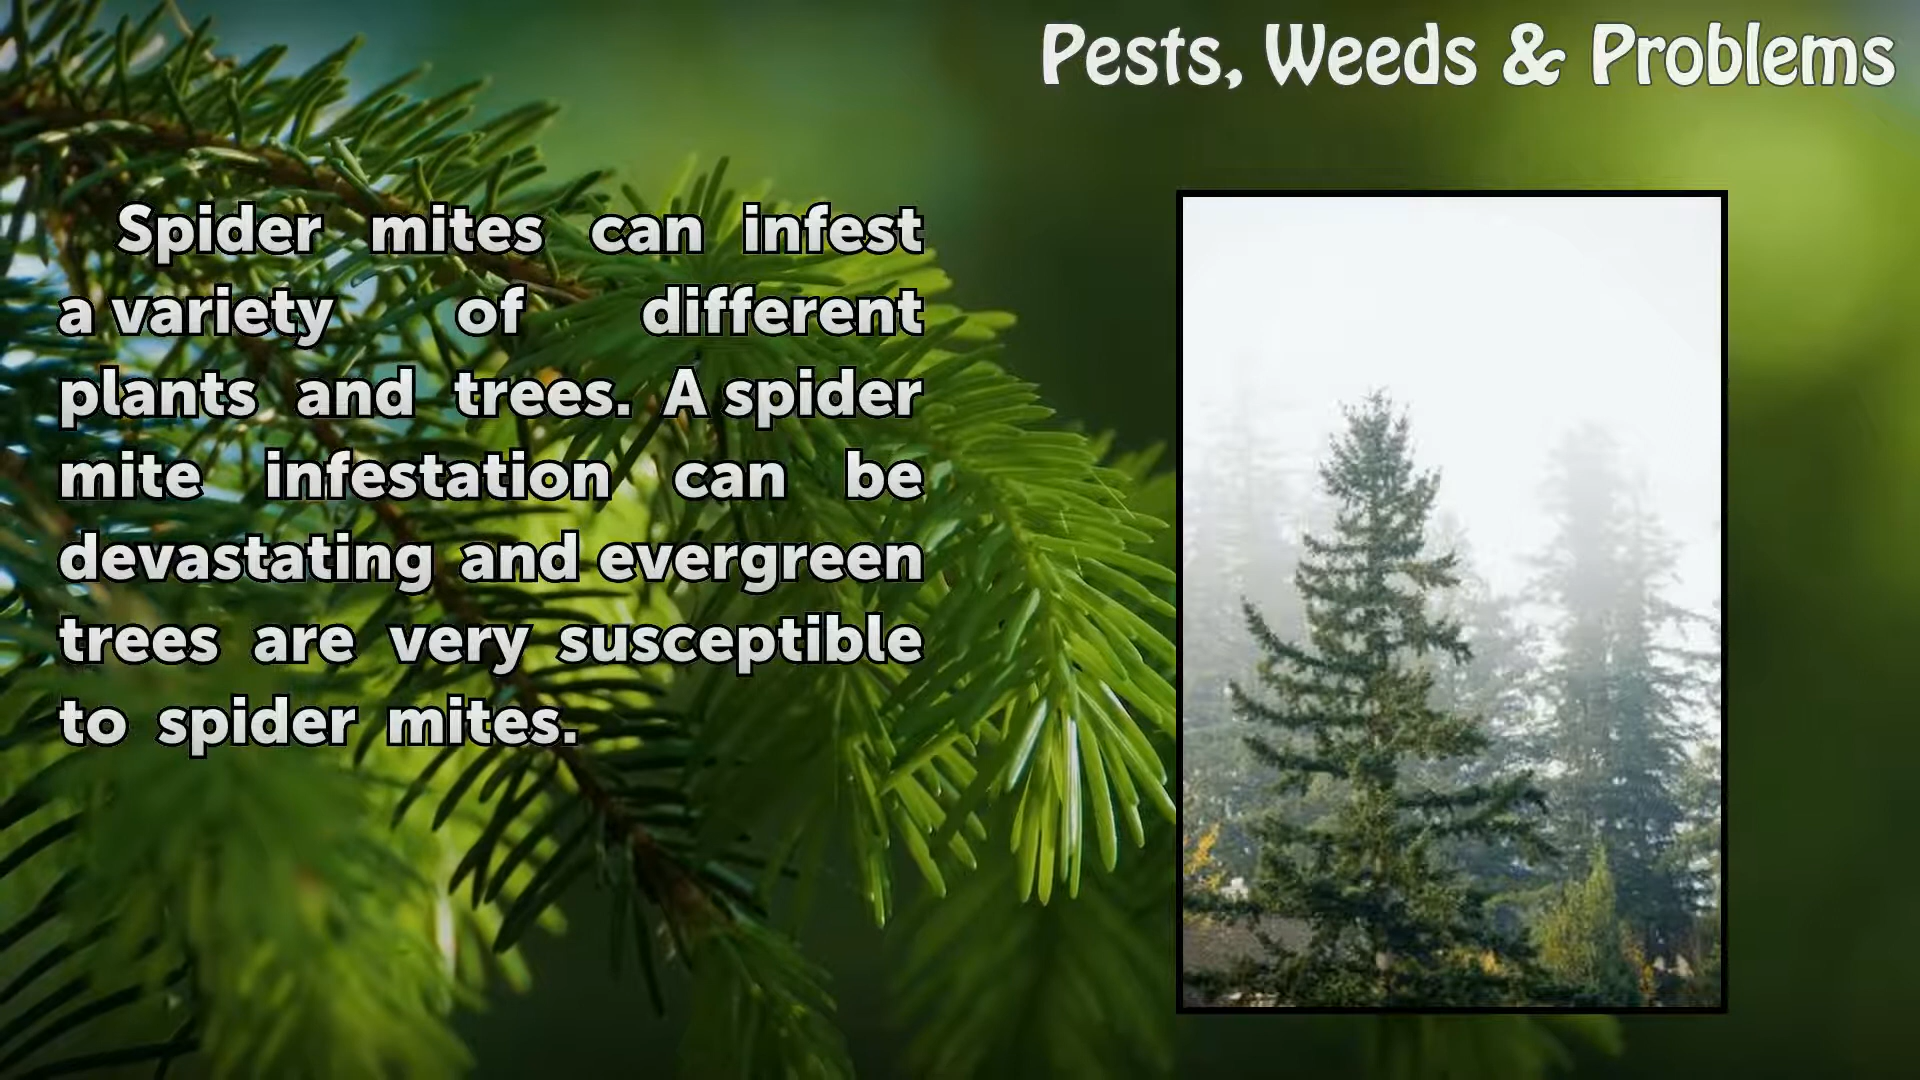 Pests, Weeds & Problems
Spider mites can infest
a variety of different
plants and trees. A spider
mite infestation can be
devastating and evergreen
trees are very susceptible
to spider mites.